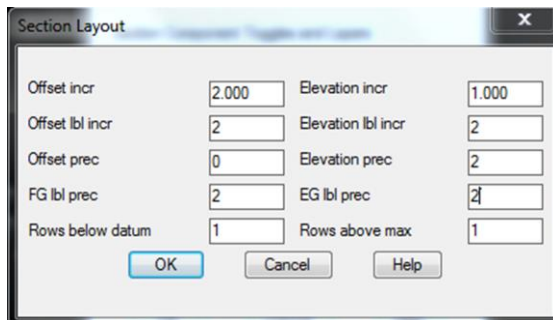 Section Layout
x
Offset incr 2.000 Elevation incr 1.000
Offset lbl incr 2 Elevation lbl incr 2
Offset prec 0 Elevation prec 2
FG lbl prec 2 EG lbl prec 2
Rows below datum 1 Rows above max 1
OK Cancel Help